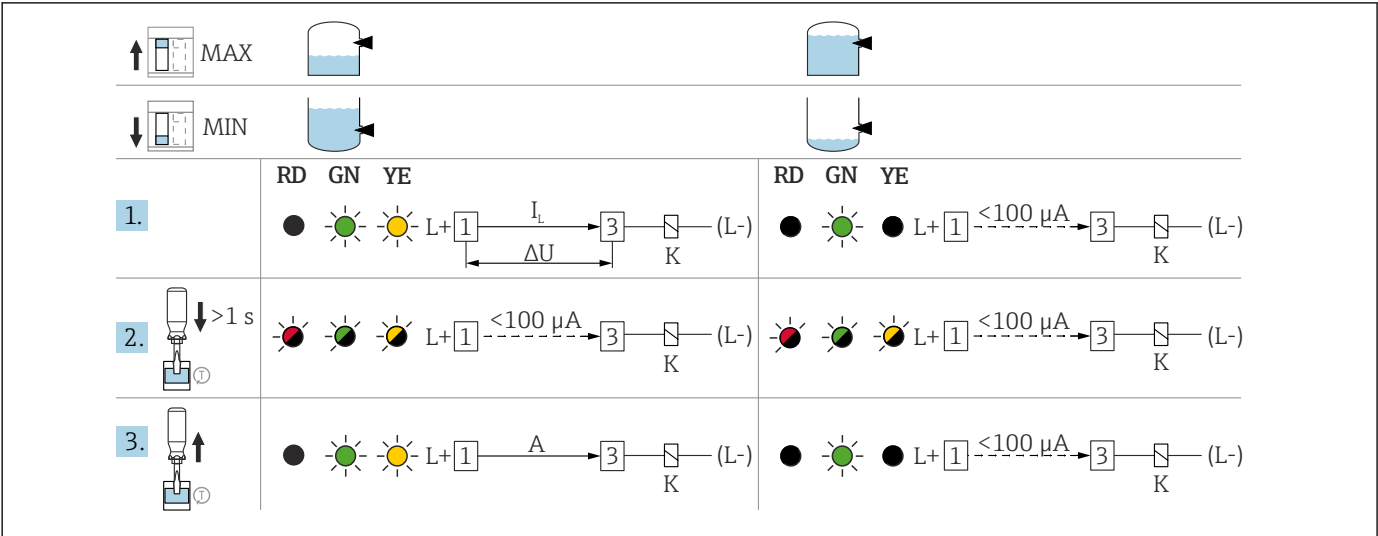 MAX
MIN
RD GN YE RD GN YE
1. L+ 1 I_L 3 (L-) L+ 1 <100 µA 3 (L-)
ΔU K K
2. >1 s L+ 1 <100 µA 3 (L-) L+ 1 <100 µA 3 (L-)
T K K
3. L+ 1 A 3 (L-) L+ 1 <100 µA 3 (L-)
T K K